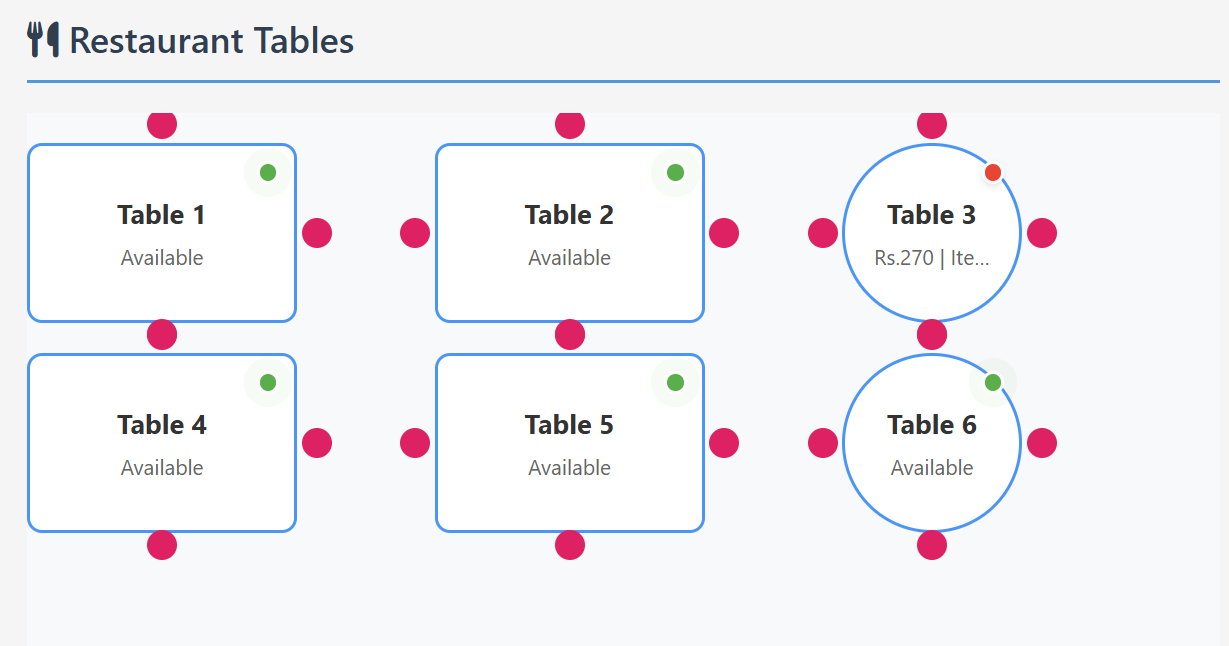 Restaurant Tables
Table 1
Available
Table 2
Available
Table 3
Rs.270 | Ite...
Table 4
Available
Table 5
Available
Table 6
Available